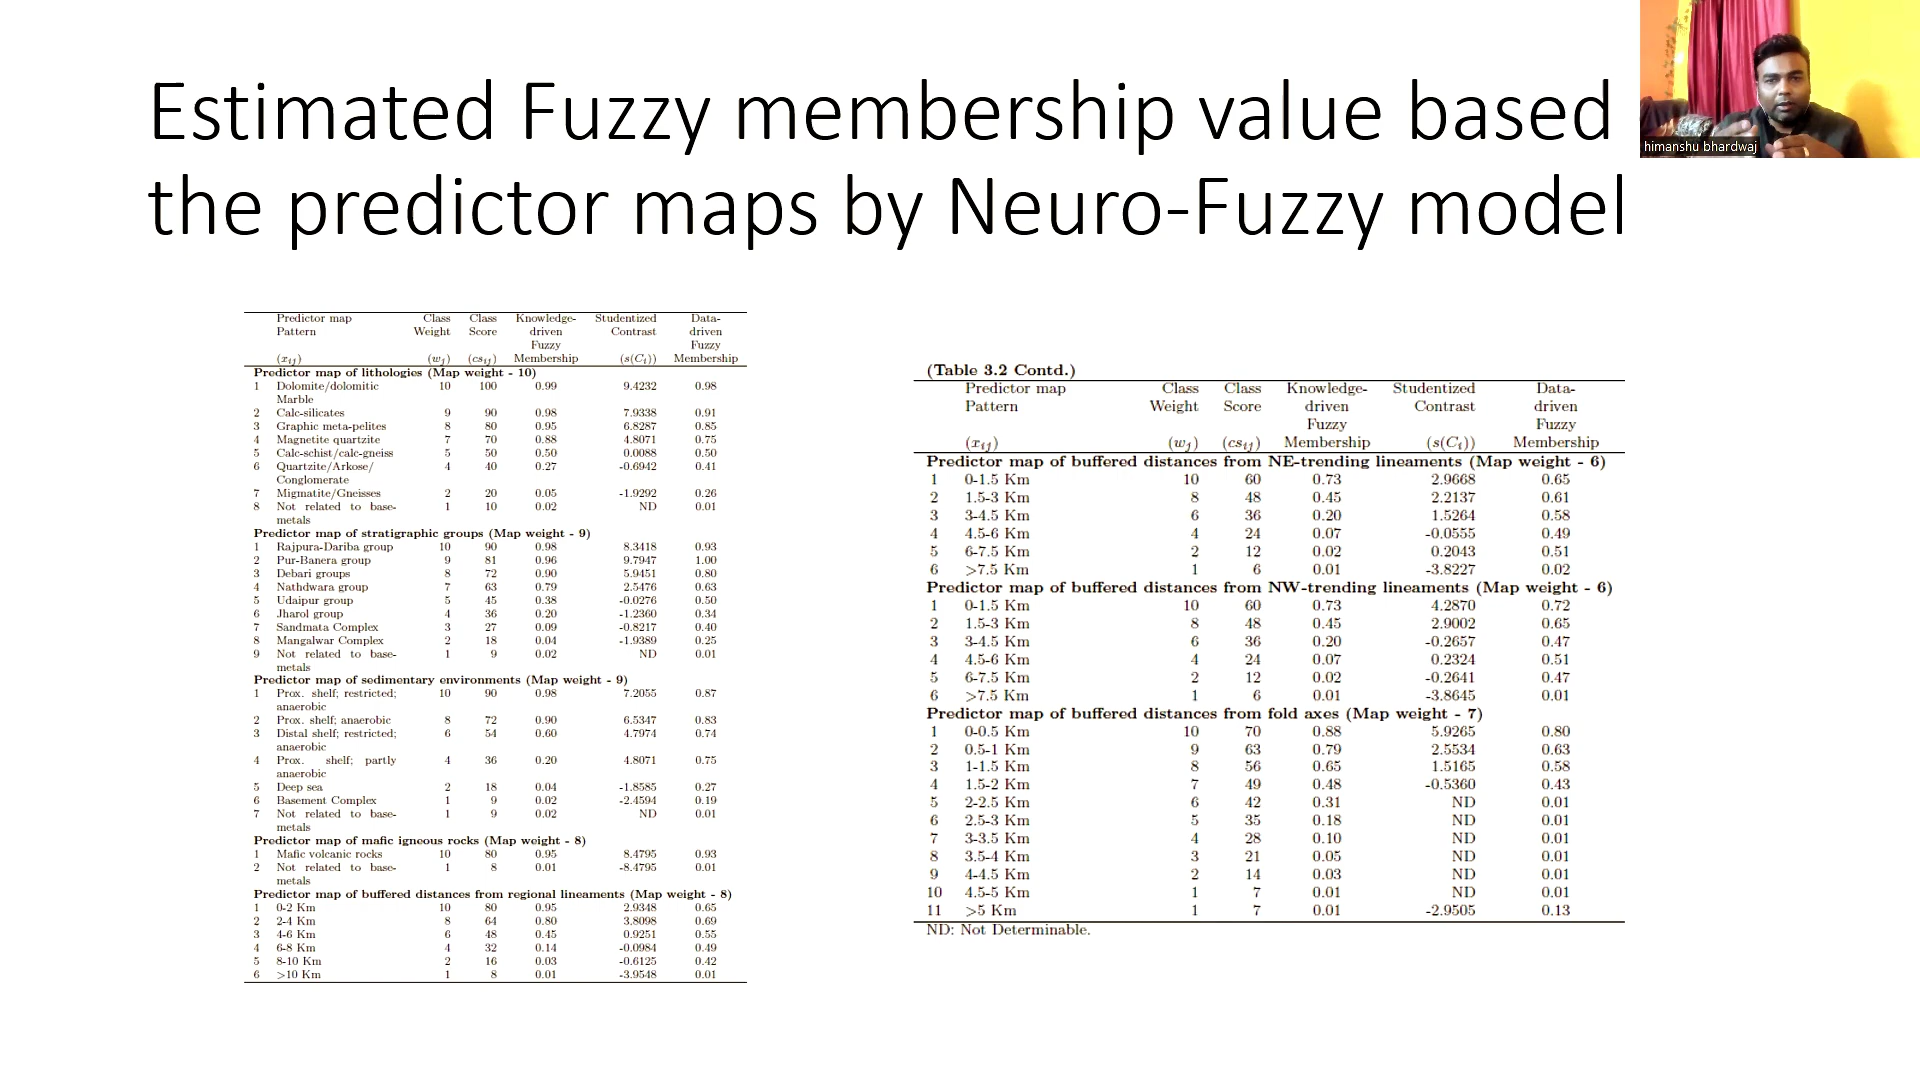 Estimated Fuzzy membership value based
the predictor maps by Neuro-Fuzzy model
himanshu bhardwaj
Predictor map Class Class Knowledge- Studentized Data-
Pattern Weight Score driven Contrast driven
Fuzzy Fuzzy
(xij) (wj) (csij) Membership (s(Ci)) Membership
Predictor map of lithologies (Map weight - 10)
1 Dolomite/dolomitic 10 100 0.99 9.4232 0.98
Marble
2 Calc-silicates 9 90 0.98 7.9338 0.91
3 Graphic meta-pelites 8 80 0.95 6.8287 0.85
4 Magnetite quartzite 7 70 0.88 4.8071 0.75
5 Calc-schist/calc-gneiss 5 50 0.50 0.0088 0.50
6 Quartzite/Arkose/ 4 40 0.27 -0.6942 0.41
Conglomerate
7 Migmatite/Gneisses 2 20 0.05 -1.9292 0.26
8 Not related to base- 1 10 0.02 ND 0.01
metals
Predictor map of stratigraphic groups (Map weight - 9)
1 Rajpura-Dariba group 10 90 0.98 8.3418 0.93
2 Pur-Banera group 9 81 0.96 9.7947 1.00
3 Debari groups 8 72 0.90 5.9451 0.80
4 Nathdwara group 7 63 0.79 2.5476 0.63
5 Udaipur group 5 45 0.38 -0.0276 0.50
6 Jharol group 4 36 0.20 -1.2360 0.34
7 Sandmata Complex 3 27 0.09 -0.8217 0.40
8 Mangalwar Complex 2 18 0.04 -1.9389 0.25
9 Not related to base- 1 9 0.02 ND 0.01
metals
Predictor map of sedimentary environments (Map weight - 9)
1 Prox. shelf; restricted; 10 90 0.98 7.2055 0.87
anaerobic
2 Prox. shelf; anaerobic 8 72 0.90 6.5347 0.83
3 Distal shelf; restricted; 6 54 0.60 4.7974 0.74
anaerobic
4 Prox. shelf; partly 4 36 0.20 4.8071 0.75
anaerobic
5 Deep sea 2 18 0.04 -1.8585 0.27
6 Basement Complex 1 9 0.02 -2.4594 0.19
7 Not related to base- 1 9 0.02 ND 0.01
metals
Predictor map of mafic igneous rocks (Map weight - 8)
1 Mafic volcanic rocks 10 80 0.95 8.4795 0.93
2 Not related to base- 1 8 0.01 -8.4795 0.01
metals
Predictor map of buffered distances from regional lineaments (Map weight - 8)
1 0-2 Km 10 80 0.95 2.9348 0.65
2 2-4 Km 8 64 0.80 3.8098 0.69
3 4-6 Km 6 48 0.45 0.9251 0.55
4 6-8 Km 4 32 0.14 -0.0984 0.49
5 8-10 Km 2 16 0.03 -0.6125 0.42
6 >10 Km 1 8 0.01 -3.9548 0.01
(Table 3.2 Contd.)
Predictor map Class Class Knowledge- Studentized Data-
Pattern Weight Score driven Contrast driven
Fuzzy Fuzzy
(xij) (wj) (csij) Membership (s(Ci)) Membership
Predictor map of buffered distances from NE-trending lineaments (Map weight - 6)
1 0-1.5 Km 10 60 0.73 2.9668 0.65
2 1.5-3 Km 8 48 0.45 2.2137 0.61
3 3-4.5 Km 6 36 0.20 1.5264 0.58
4 4.5-6 Km 4 24 0.07 -0.0555 0.49
5 6-7.5 Km 2 12 0.02 0.2043 0.51
6 >7.5 Km 1 6 0.01 -3.8227 0.02
Predictor map of buffered distances from NW-trending lineaments (Map weight - 6)
1 0-1.5 Km 10 60 0.73 4.2870 0.72
2 1.5-3 Km 8 48 0.45 2.9002 0.65
3 3-4.5 Km 6 36 0.20 -0.2657 0.47
4 4.5-6 Km 4 24 0.07 0.2324 0.51
5 6-7.5 Km 2 12 0.02 -0.2641 0.47
6 >7.5 Km 1 6 0.01 -3.8645 0.01
Predictor map of buffered distances from fold axes (Map weight - 7)
1 0-0.5 Km 10 70 0.88 5.9265 0.80
2 0.5-1 Km 9 63 0.79 2.5534 0.63
3 1-1.5 Km 8 56 0.65 1.5165 0.58
4 1.5-2 Km 7 49 0.48 -0.5360 0.43
5 2-2.5 Km 6 42 0.31 ND 0.01
6 2.5-3 Km 5 35 0.18 ND 0.01
7 3-3.5 Km 4 28 0.10 ND 0.01
8 3.5-4 Km 3 21 0.05 ND 0.01
9 4-4.5 Km 2 14 0.03 ND 0.01
10 4.5-5 Km 1 7 0.01 ND 0.01
11 >5 Km 1 7 0.01 -2.9505 0.13
ND: Not Determinable.